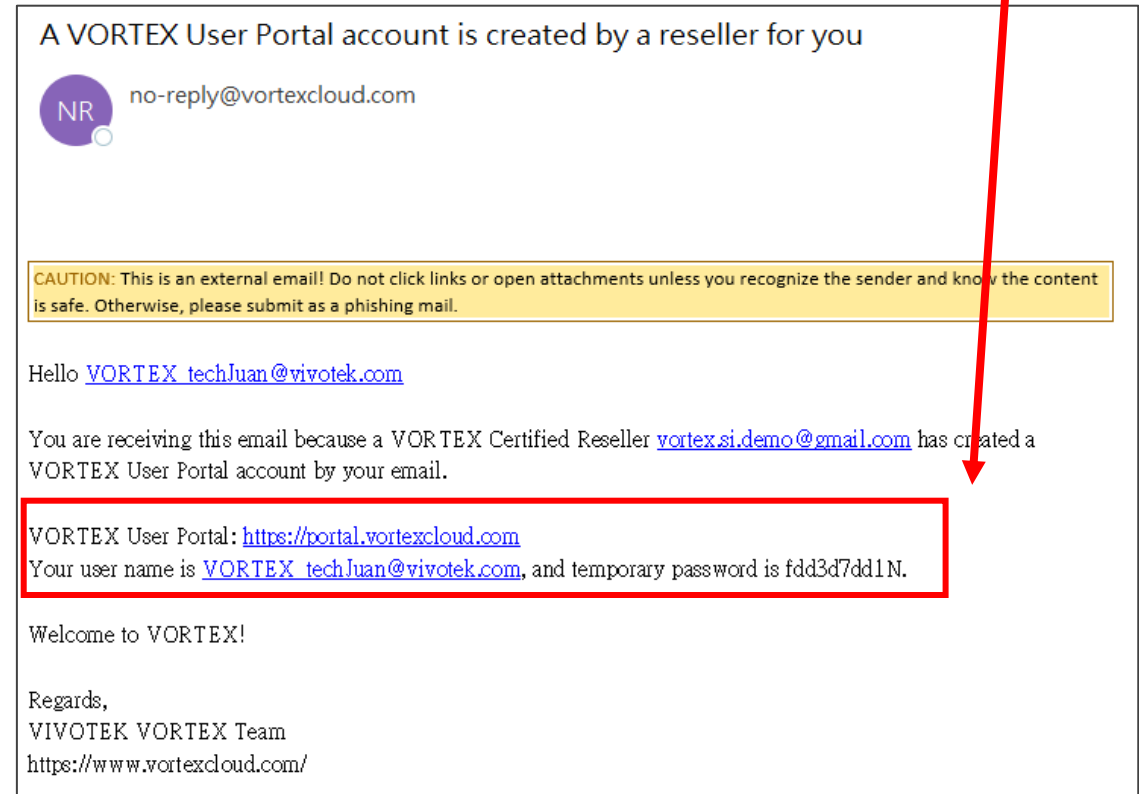 A VORTEX User Portal account is created by a reseller for you
NR
no-reply@vortexcloud.com
CAUTION: This is an external email! Do not click links or open attachments unless you recognize the sender and know the content
is safe. Otherwise, please submit as a phishing mail.
Hello VORTEX_techJuan@vivotek.com
You are receiving this email because a VORTEX Certified Reseller vortex.si.demo@gmail.com has created a
VORTEX User Portal account by your email.
VORTEX User Portal: https://portal.vortexcloud.com
Your user name is VORTEX_techJuan@vivotek.com, and temporary password is fdd3d7dd1N.
Welcome to VORTEX!
Regards,
VIVOTEK VORTEX Team
https://www.vortexcloud.com/